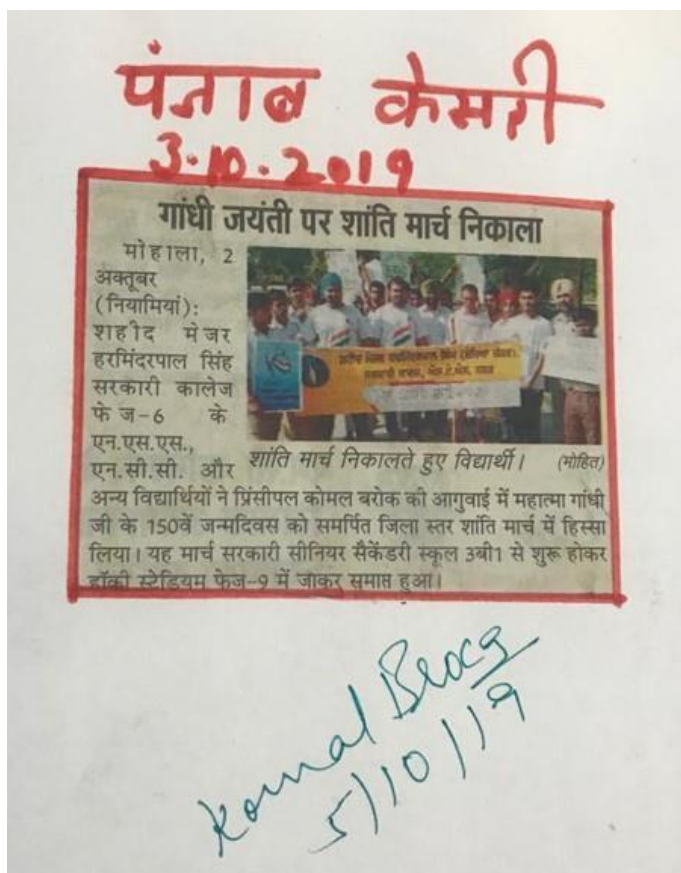 पंजाब केसरी
3.10.2019
गांधी जयंती पर शांति मार्च निकाला
मोहाली, 2
अक्तूबर
(नियामियां):
शहीद मेजर
हरमिंदरपाल सिंह
सरकारी कालेज
फेज-6 के
एन.एस.एस.,
एन.सी.सी. और
शांति मार्च निकालते हुए विद्यार्थी। (मोहित)
अन्य विद्यार्थियों ने प्रिंसीपल कोमल बरोक की आगुवाई में महात्मा गांधी
जी के 150वें जन्मदिवस को समर्पित जिला स्तर शांति मार्च में हिस्सा
लिया। यह मार्च सरकारी सीनियर सैकेंडरी स्कूल 3बी1 से शुरू होकर
हॉकी स्टेडियम फेज-9 में जाकर समाप्त हुआ।
Komal Broca
5/10/19